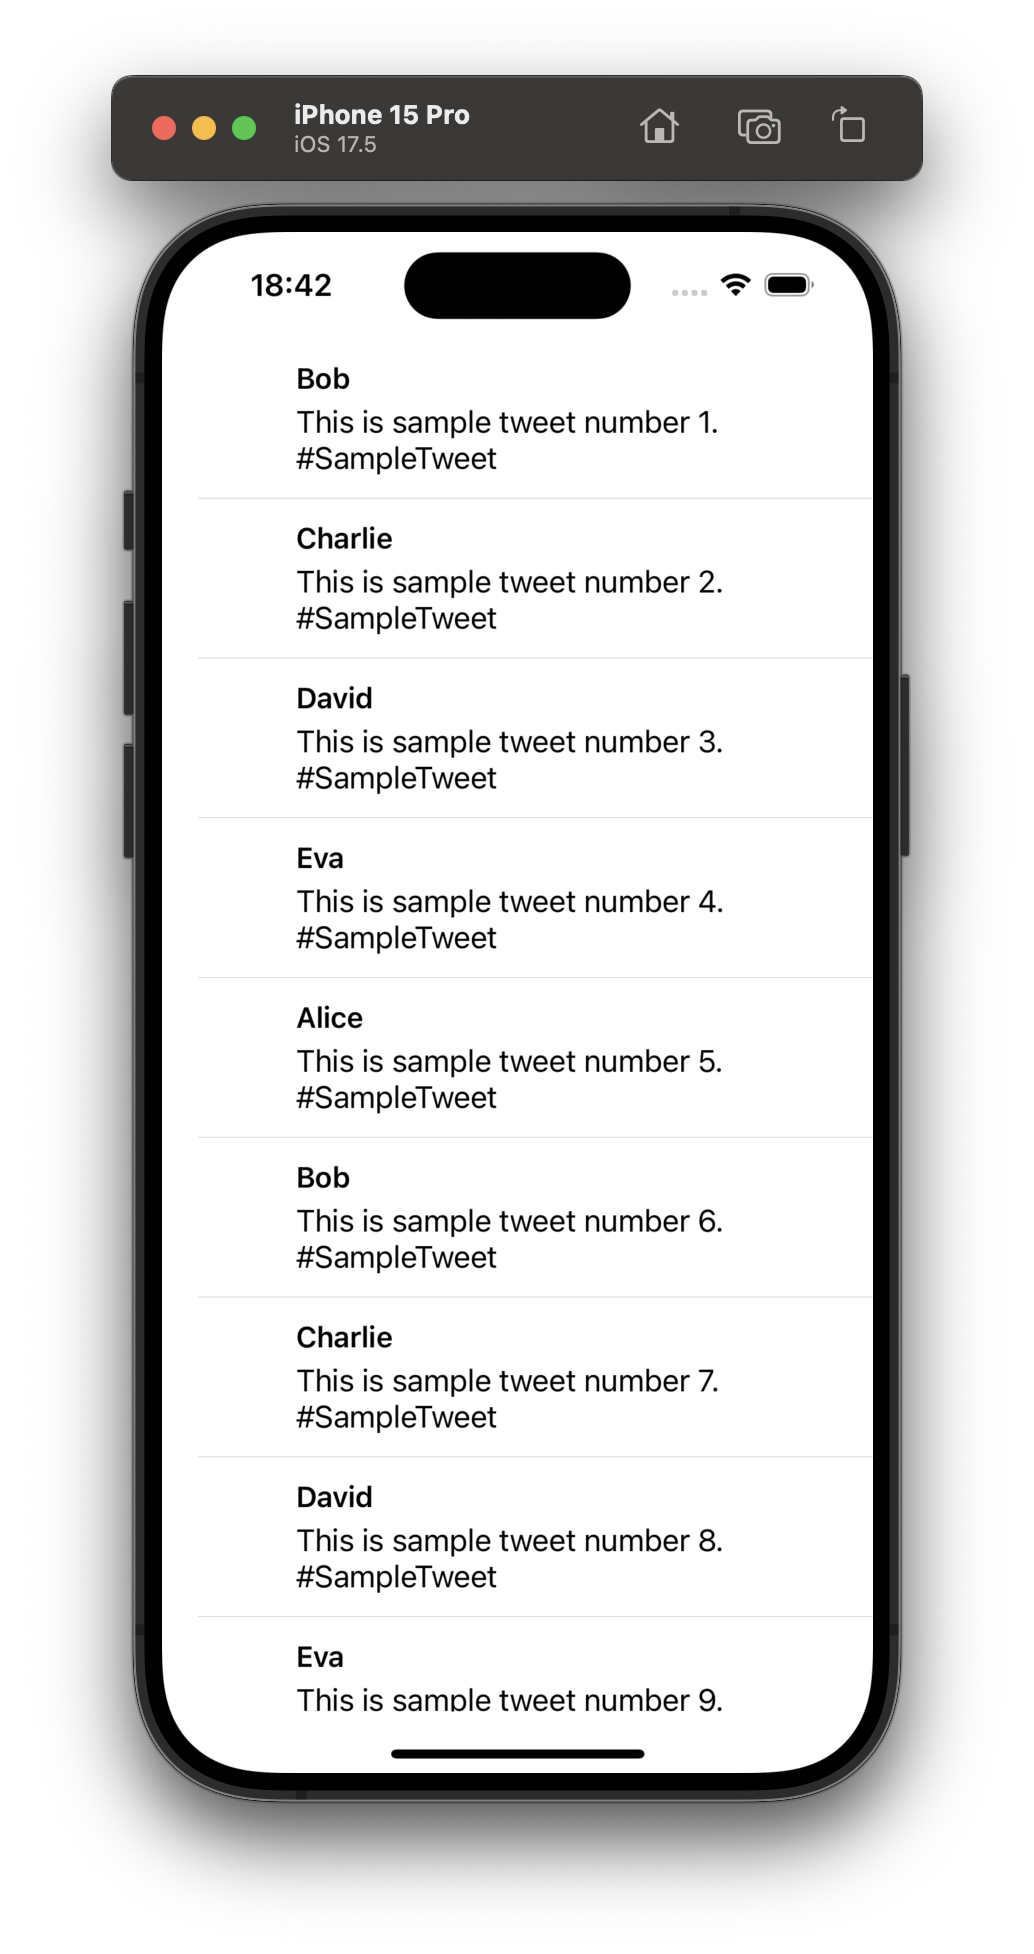 iPhone 15 Pro
iOS 17.5
18:42
Bob
This is sample tweet number 1.
#SampleTweet
Charlie
This is sample tweet number 2.
#SampleTweet
David
This is sample tweet number 3.
#SampleTweet
Eva
This is sample tweet number 4.
#SampleTweet
Alice
This is sample tweet number 5.
#SampleTweet
Bob
This is sample tweet number 6.
#SampleTweet
Charlie
This is sample tweet number 7.
#SampleTweet
David
This is sample tweet number 8.
#SampleTweet
Eva
This is sample tweet number 9.